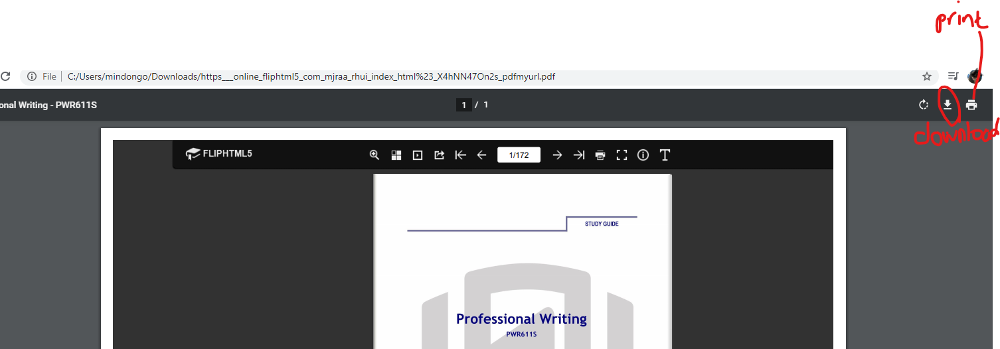 print
File C:/Users/mindongo/Downloads/https___online_fliphtml5_com_mjraa_rhui_index_html%23_X4hNN47On2s_pdfmyurl.pdf
onal Writing - PWR611S 1 / 1
download
FLIPHTML5 1/172 T
STUDY GUIDE
Professional Writing
PWR611S